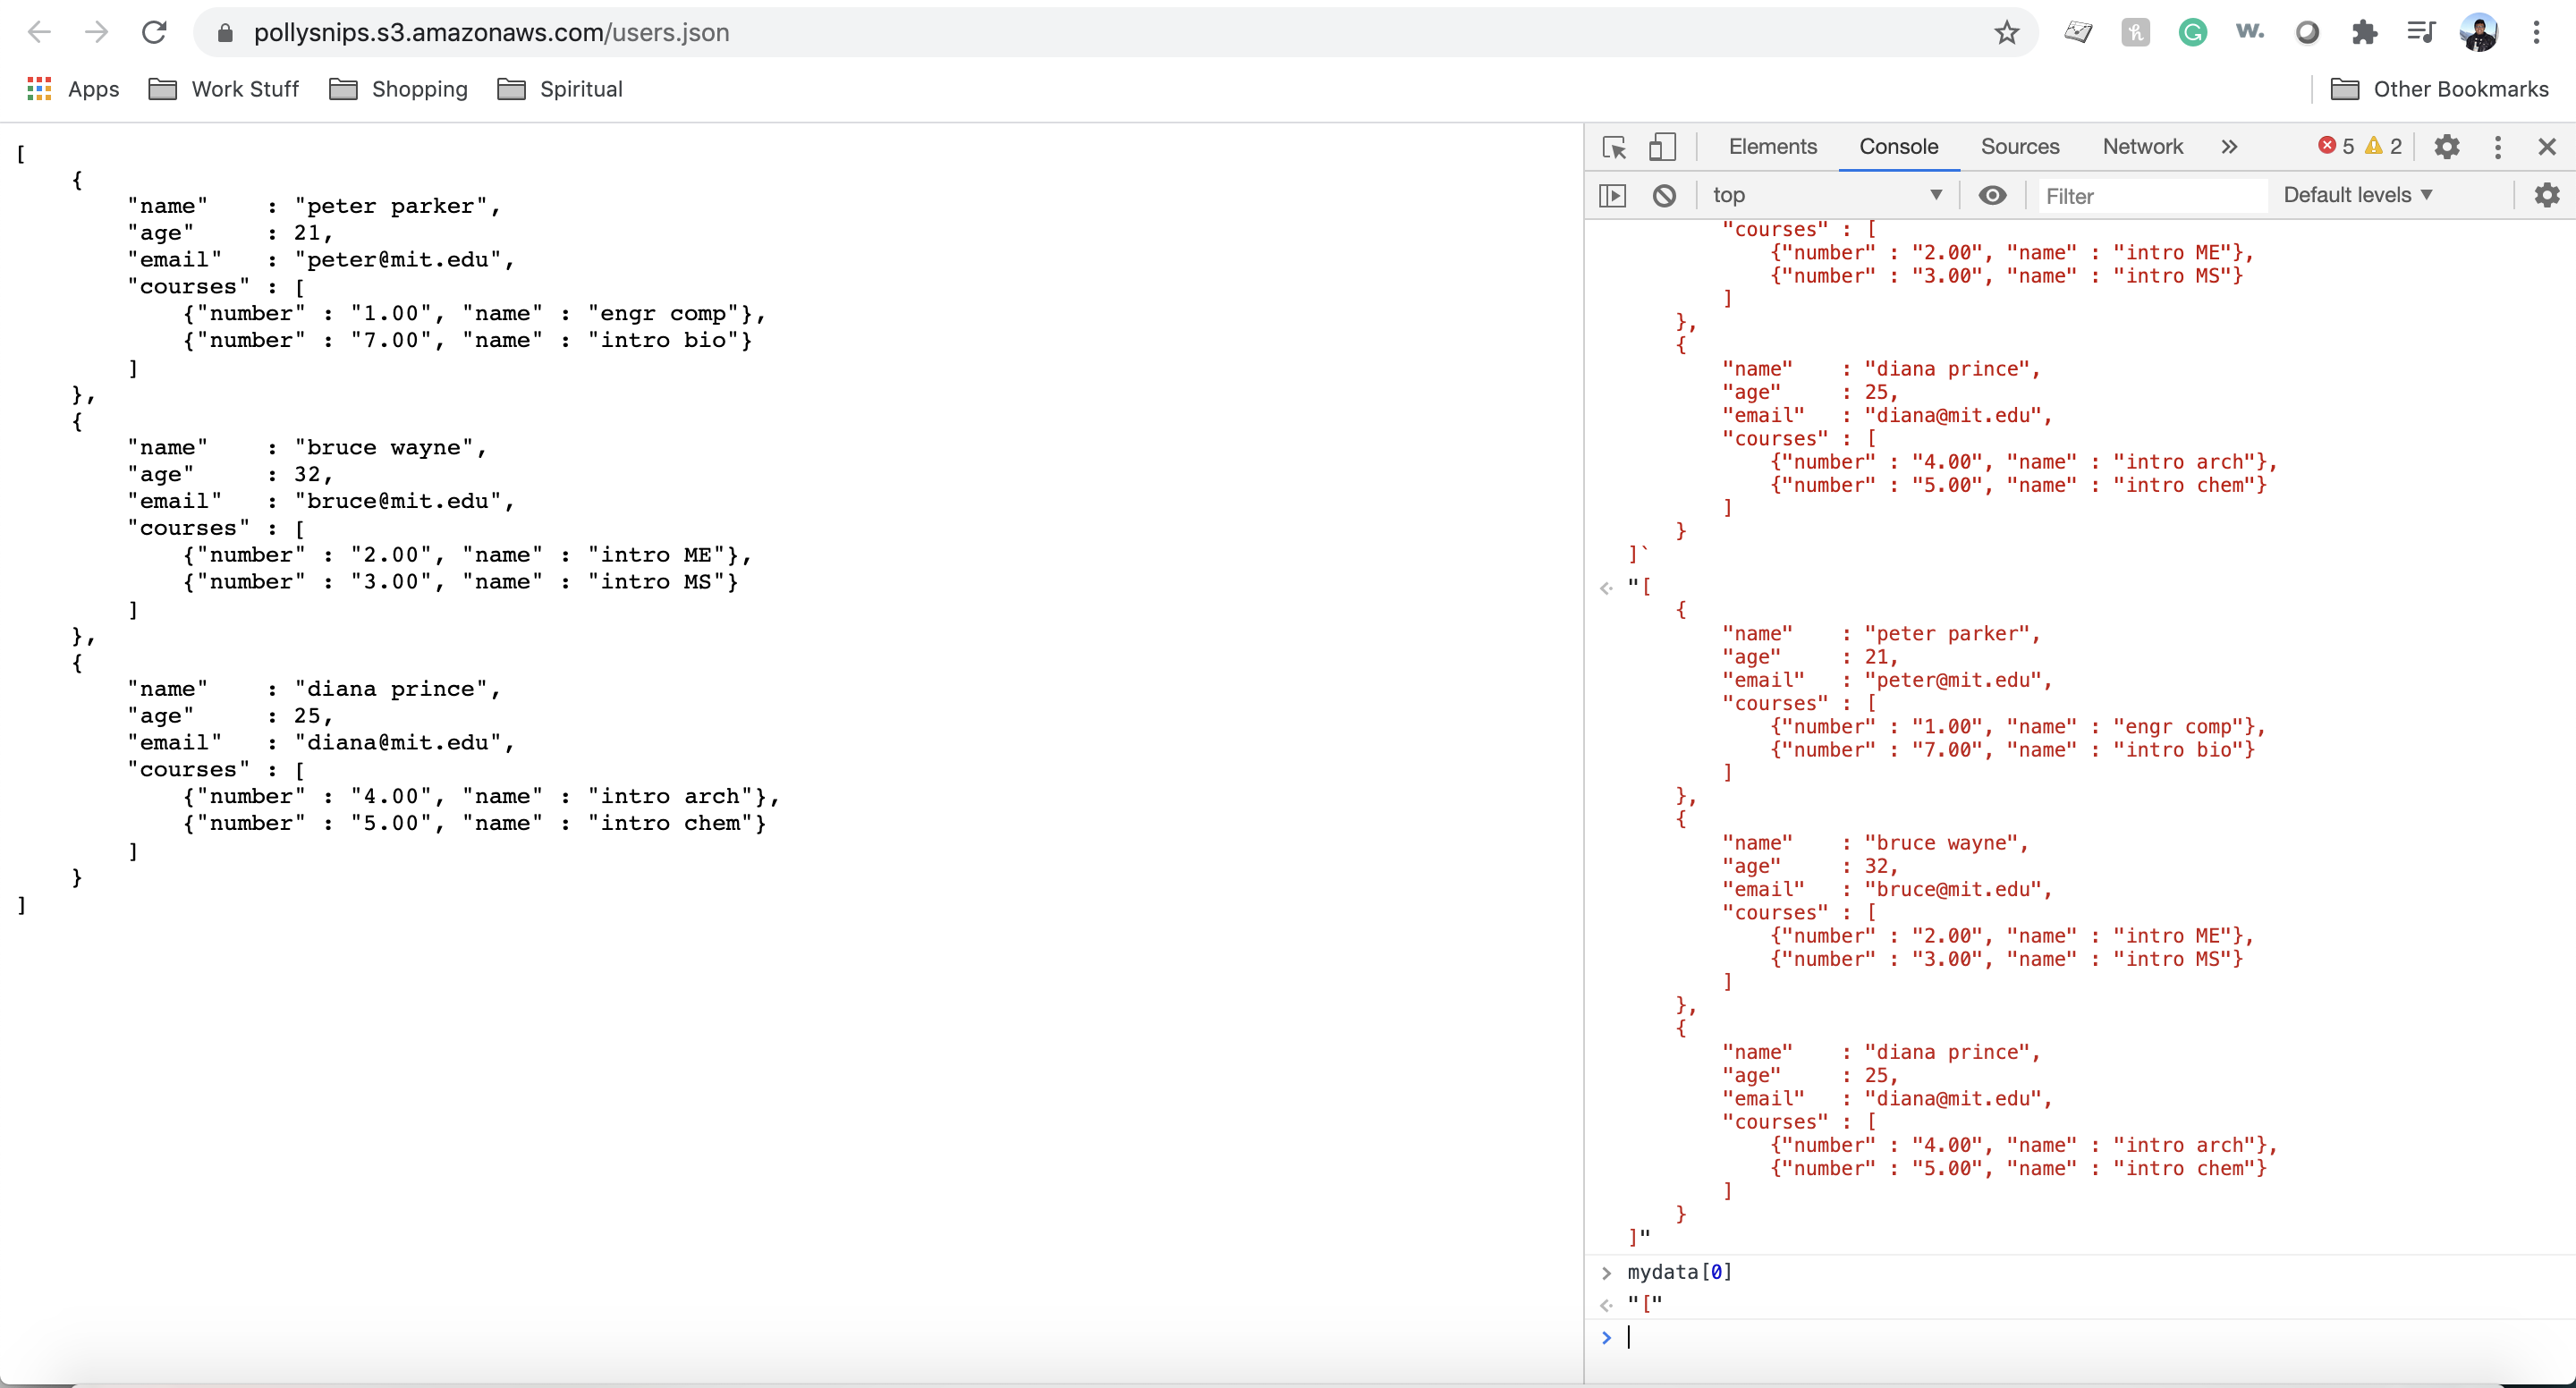 pollysnips.s3.amazonaws.com/users.json
Apps Work Stuff Shopping Spiritual Other Bookmarks
[
    {
        "name"    : "peter parker",
        "age"     : 21,
        "email"   : "peter@mit.edu",
        "courses" : [
            {"number" : "1.00", "name" : "engr comp"},
            {"number" : "7.00", "name" : "intro bio"}
        ]
    },
    {
        "name"    : "bruce wayne",
        "age"     : 32,
        "email"   : "bruce@mit.edu",
        "courses" : [
            {"number" : "2.00", "name" : "intro ME"},
            {"number" : "3.00", "name" : "intro MS"}
        ]
    },
    {
        "name"    : "diana prince",
        "age"     : 25,
        "email"   : "diana@mit.edu",
        "courses" : [
            {"number" : "4.00", "name" : "intro arch"},
            {"number" : "5.00", "name" : "intro chem"}
        ]
    }
]
Elements Console Sources Network » 5 2
top Filter Default levels
        "courses" : [
            {"number" : "2.00", "name" : "intro ME"},
            {"number" : "3.00", "name" : "intro MS"}
        ]
    },
    {
        "name"    : "diana prince",
        "age"     : 25,
        "email"   : "diana@mit.edu",
        "courses" : [
            {"number" : "4.00", "name" : "intro arch"},
            {"number" : "5.00", "name" : "intro chem"}
        ]
    }
]`
"[
    {
        "name"    : "peter parker",
        "age"     : 21,
        "email"   : "peter@mit.edu",
        "courses" : [
            {"number" : "1.00", "name" : "engr comp"},
            {"number" : "7.00", "name" : "intro bio"}
        ]
    },
    {
        "name"    : "bruce wayne",
        "age"     : 32,
        "email"   : "bruce@mit.edu",
        "courses" : [
            {"number" : "2.00", "name" : "intro ME"},
            {"number" : "3.00", "name" : "intro MS"}
        ]
    },
    {
        "name"    : "diana prince",
        "age"     : 25,
        "email"   : "diana@mit.edu",
        "courses" : [
            {"number" : "4.00", "name" : "intro arch"},
            {"number" : "5.00", "name" : "intro chem"}
        ]
    }
]"
> mydata[0]
"["
>